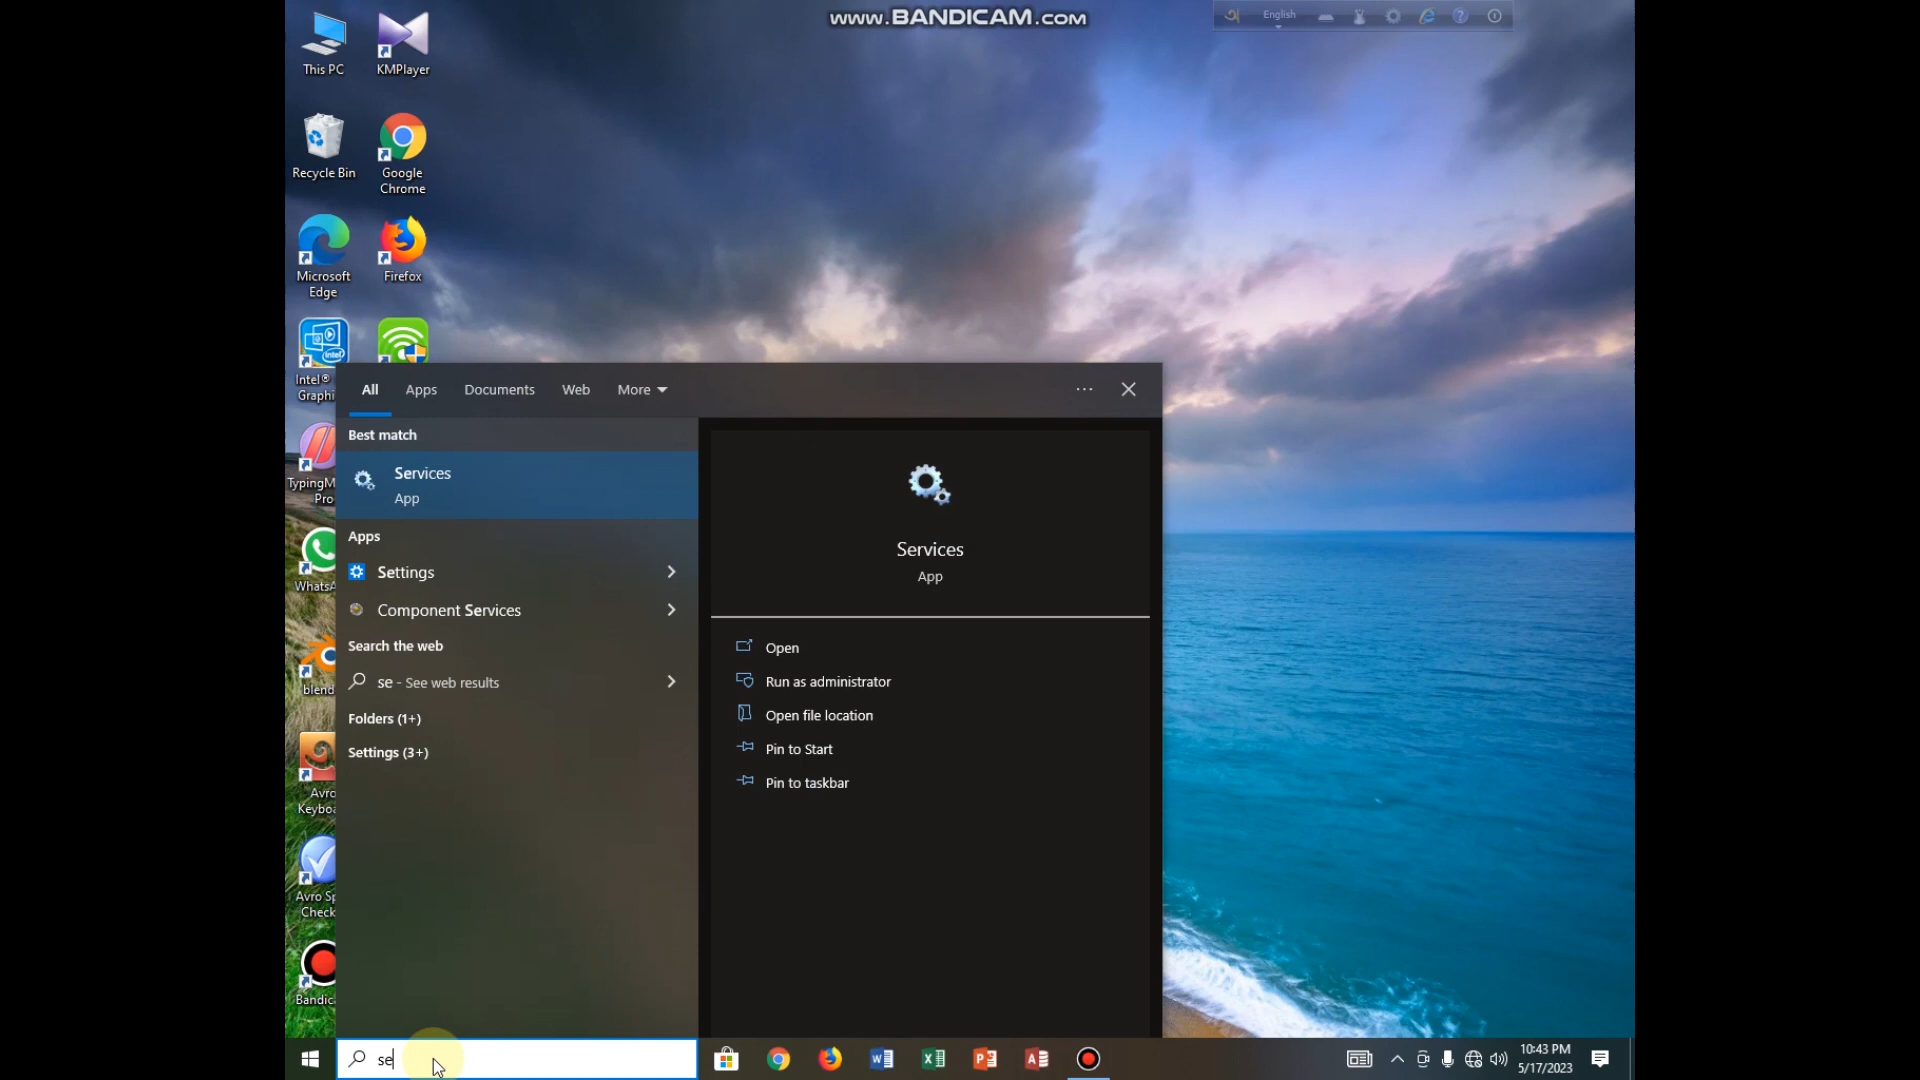 www.BANDICAM.com
English
This PC
KMPlayer
Recycle Bin
Google
Chrome
Microsoft
Edge
Firefox
Intel®
Graphi
TypingM
Pro
WhatsA
blend
Avro
Keyboa
Avro Sp
Check
Bandic
All
Apps
Documents
Web
More
Best match
Services
App
Apps
Settings
Component Services
Search the web
se - See web results
Folders (1+)
Settings (3+)
Services
App
Open
Run as administrator
Open file location
Pin to Start
Pin to taskbar
se
10:43 PM
5/17/2023